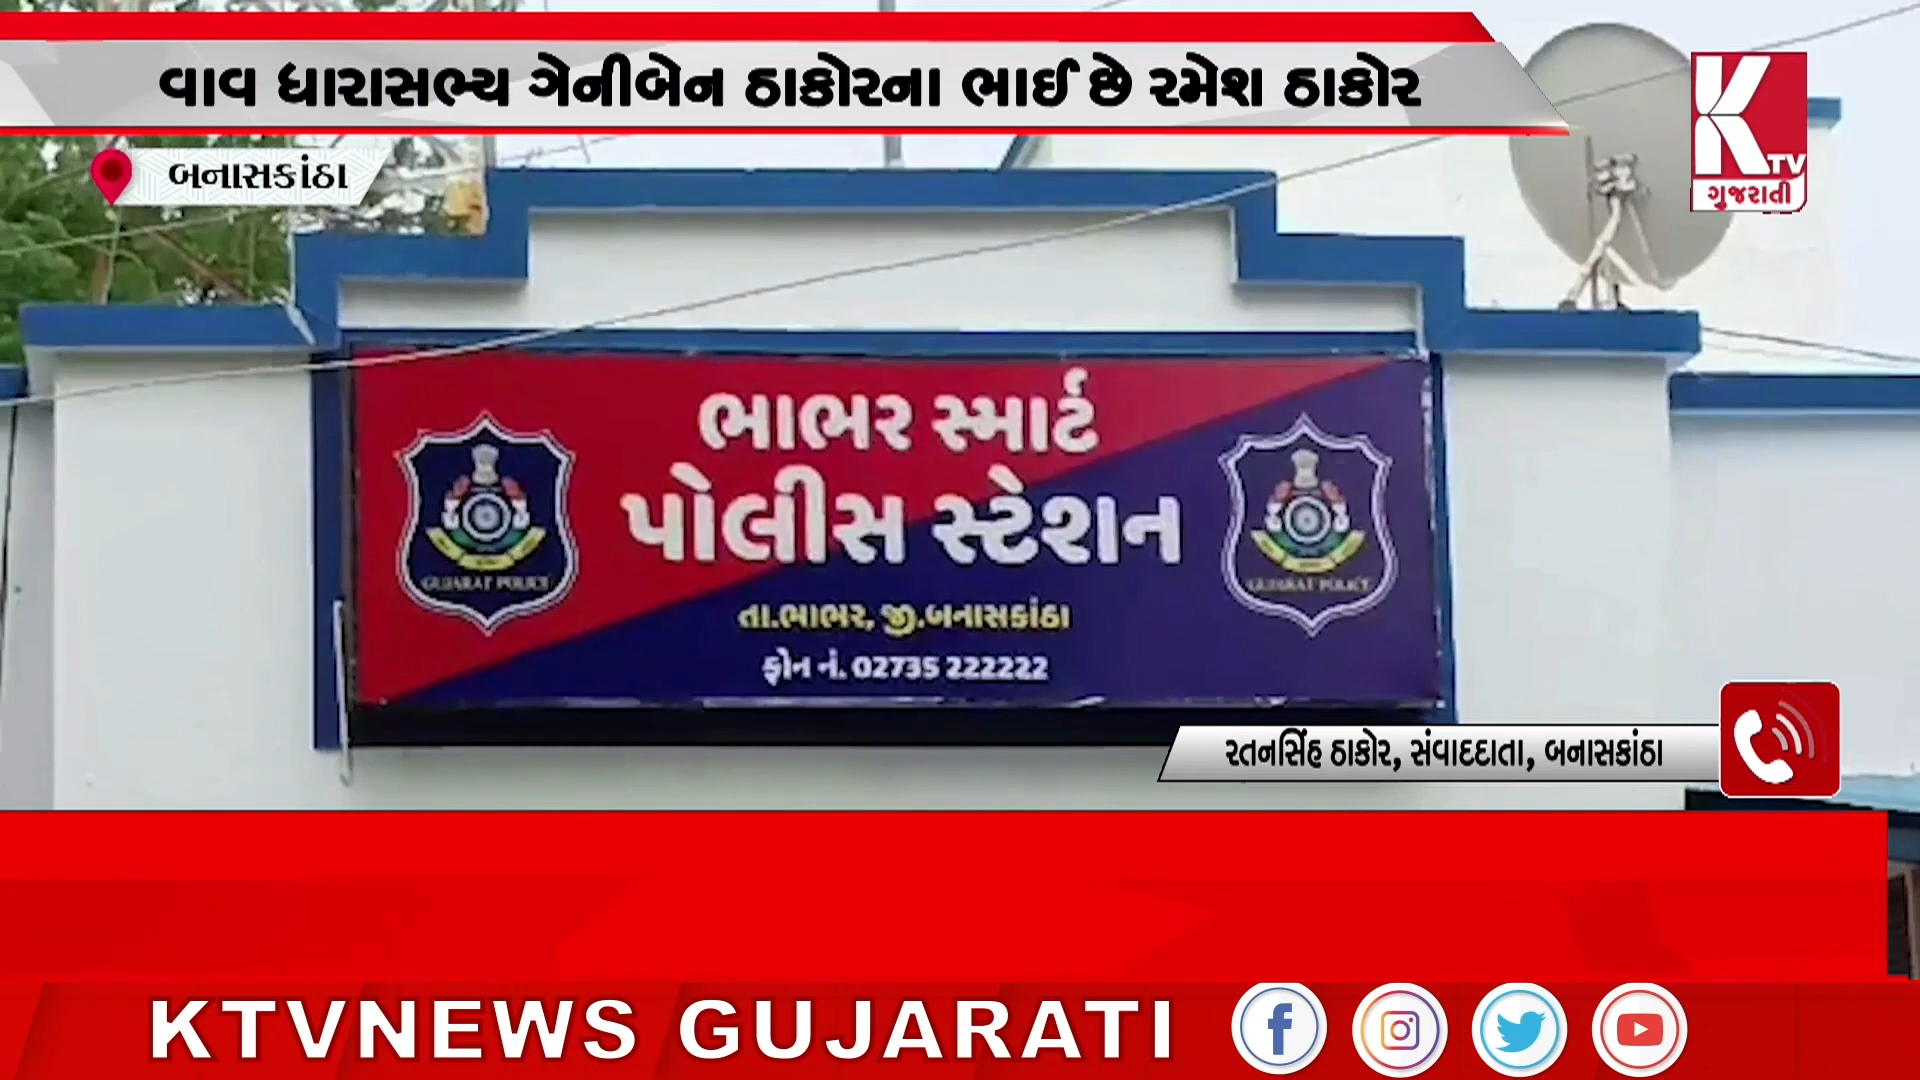 વાવ ધારાસભ્ય ગેનીબેન ઠાકોરના ભાઈ છે રમેશ ઠાકોર
બનાસકાંઠા
K TV
ગુજરાતી
ભાભર સ્માર્ટ
પોલીસ સ્ટેશન
તા.ભાભર, જી.બનાસકાંઠા
ફોન નં. 02735 222222
GUJARAT POLICE
GUJARAT POLICE
રતનસિંહ ઠાકોર, સંવાદદાતા, બનાસકાંઠા
KTVNEWS GUJARATI